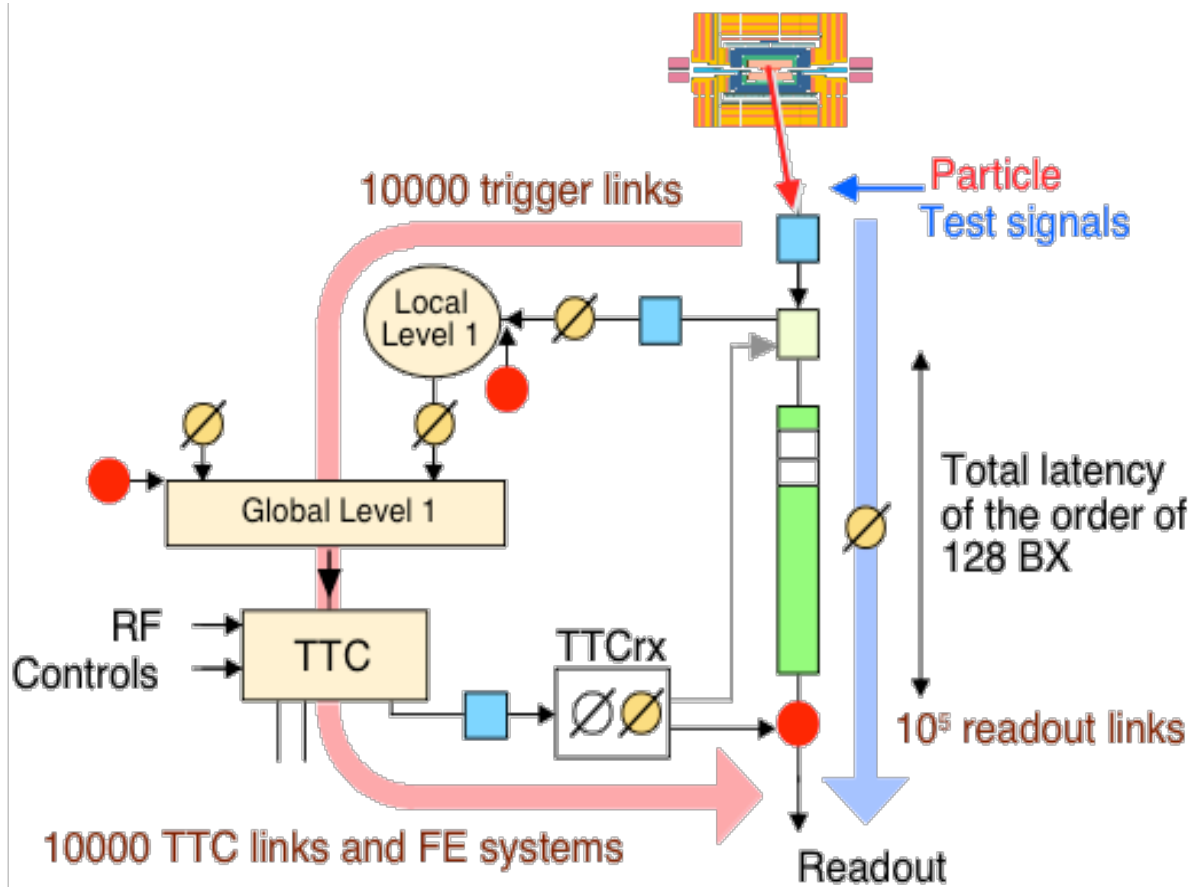 Particle
Test signals
10000 trigger links
Local
Level 1
Global Level 1
Total latency
of the order of
128 BX
RF
Controls
TTC
TTCrx
10⁵ readout links
10000 TTC links and FE systems
Readout